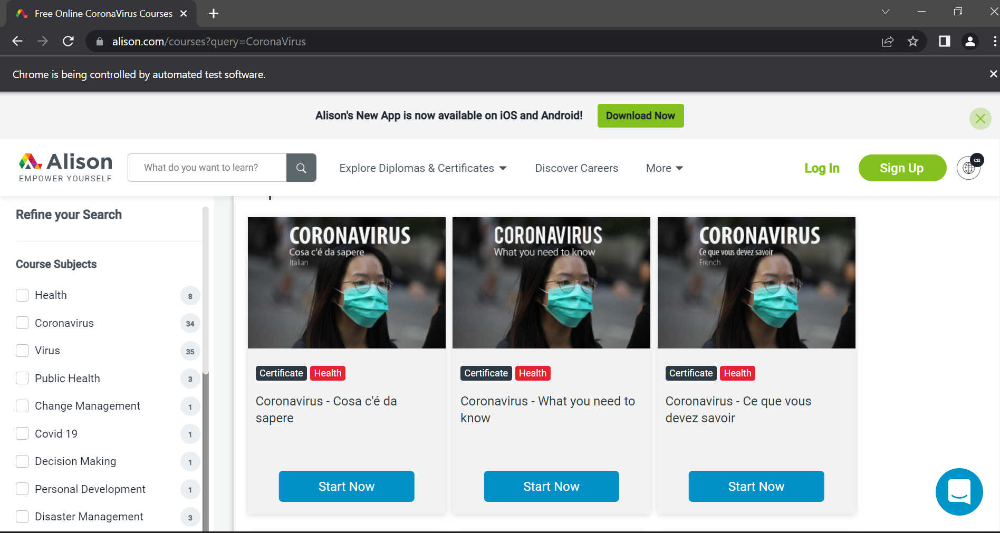 Free Online CoronaVirus Courses
alison.com/courses?query=CoronaVirus
Chrome is being controlled by automated test software.
Alison's New App is now available on iOS and Android!
Download Now
Alison
EMPOWER YOURSELF
What do you want to learn?
Explore Diplomas & Certificates
Discover Careers
More
Log In
Sign Up
en
Refine your Search
Course Subjects
Health 8
Coronavirus 34
Virus 35
Public Health 3
Change Management 1
Covid 19 1
Decision Making 1
Personal Development 1
Disaster Management 3
CORONAVIRUS
Cosa c'é da sapere
Italian
Certificate Health
Coronavirus - Cosa c'é da
sapere
Start Now
CORONAVIRUS
What you need to know
Certificate Health
Coronavirus - What you need to
know
Start Now
CORONAVIRUS
Ce que vous devez savoir
French
Certificate Health
Coronavirus - Ce que vous
devez savoir
Start Now